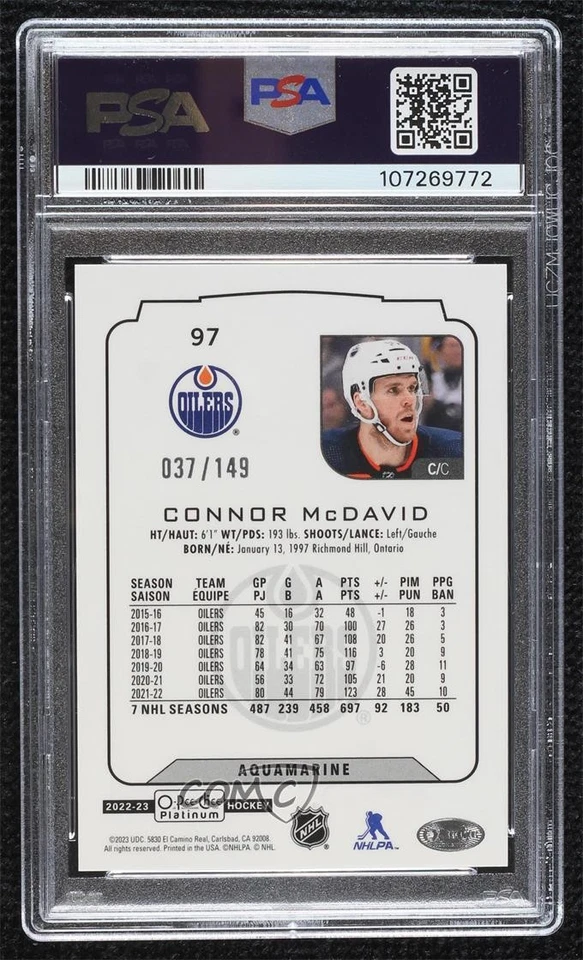 PSA PSA
107269772
97
OILERS
037/149
C/C
CONNOR McDAVID
HT/HAUT: 6'1" WT/PDS: 193 lbs. SHOOTS/LANCE: Left/Gauche
BORN/NÉ: January 13, 1997 Richmond Hill, Ontario
SEASON TEAM GP G A PTS +/- PIM PPG
SAISON ÉQUIPE PJ B A PTS +/- PUN BAN
2015-16 OILERS 45 16 32 48 -1 18 3
2016-17 OILERS 82 30 70 100 27 26 3
2017-18 OILERS 82 41 67 108 20 26 5
2018-19 OILERS 78 41 75 116 3 20 9
2019-20 OILERS 64 34 63 97 -6 28 11
2020-21 OILERS 56 33 72 105 21 20 9
2021-22 OILERS 80 44 79 123 28 45 10
7 NHL SEASONS 487 239 458 697 92 183 50
AQUAMARINE
COMC
2022-23 O-Pee-Chee HOCKEY
Platinum
©2023 UDC. 5830 El Camino Real, Carlsbad, CA 92008.
All rights reserved. Printed in the USA. ©NHLPA. © NHL.
NHL
NHLPA